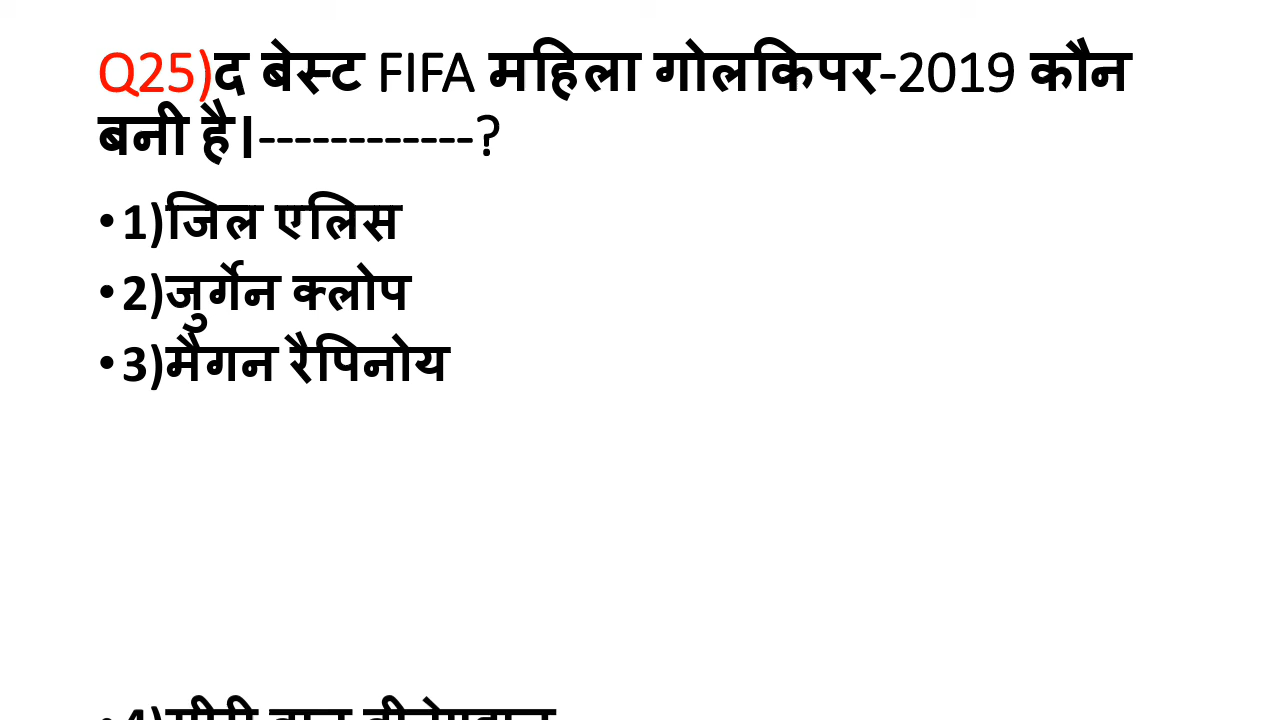 Q25)द बेस्ट FIFA महिला गोलकिपर-2019 कौन
बनी है।------------?
•1)जिल एलिस
•2)जुर्गेन क्लोप
•3)मैगन रैपिनोय